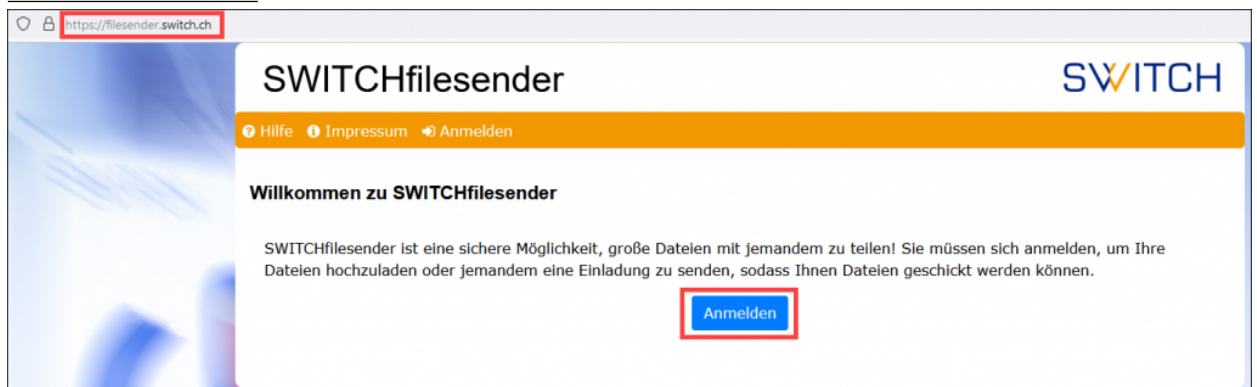 https://filesender.switch.ch
SWITCHfilesender
SWITCH
Hilfe Impressum Anmelden
Willkommen zu SWITCHfilesender
SWITCHfilesender ist eine sichere Möglichkeit, große Dateien mit jemandem zu teilen! Sie müssen sich anmelden, um Ihre
Dateien hochzuladen oder jemandem eine Einladung zu senden, sodass Ihnen Dateien geschickt werden können.
Anmelden